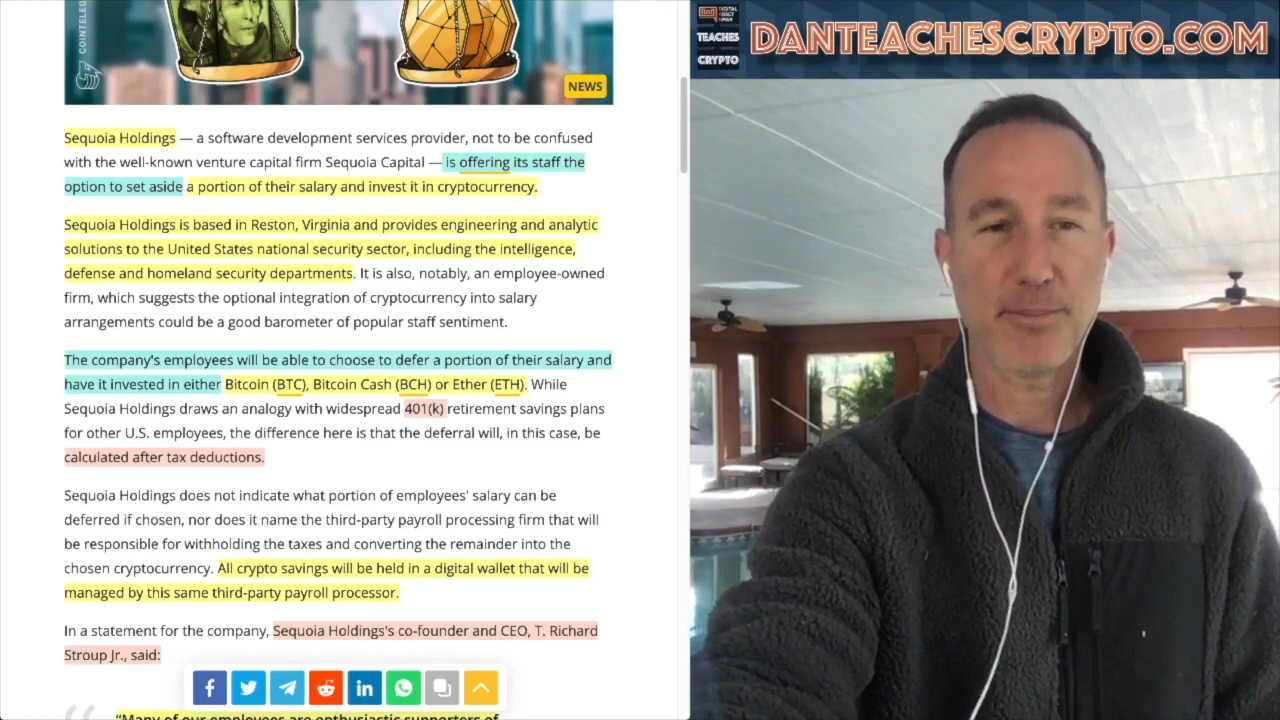 COINTELEG
NEWS
Sequoia Holdings — a software development services provider, not to be confused
with the well-known venture capital firm Sequoia Capital — is offering its staff the
option to set aside a portion of their salary and invest it in cryptocurrency.
Sequoia Holdings is based in Reston, Virginia and provides engineering and analytic
solutions to the United States national security sector, including the intelligence,
defense and homeland security departments. It is also, notably, an employee-owned
firm, which suggests the optional integration of cryptocurrency into salary
arrangements could be a good barometer of popular staff sentiment.
The company's employees will be able to choose to defer a portion of their salary and
have it invested in either Bitcoin (BTC), Bitcoin Cash (BCH) or Ether (ETH). While
Sequoia Holdings draws an analogy with widespread 401(k) retirement savings plans
for other U.S. employees, the difference here is that the deferral will, in this case, be
calculated after tax deductions.
Sequoia Holdings does not indicate what portion of employees' salary can be
deferred if chosen, nor does it name the third-party payroll processing firm that will
be responsible for withholding the taxes and converting the remainder into the
chosen cryptocurrency. All crypto savings will be held in a digital wallet that will be
managed by this same third-party payroll processor.
In a statement for the company, Sequoia Holdings's co-founder and CEO, T. Richard
Stroup Jr., said:
“Many of our employees are enthusiastic supporters of
DIGITAL
ASSET
NEWS
TEACHES
CRYPTO
DANTEACHESCRYPTO.COM